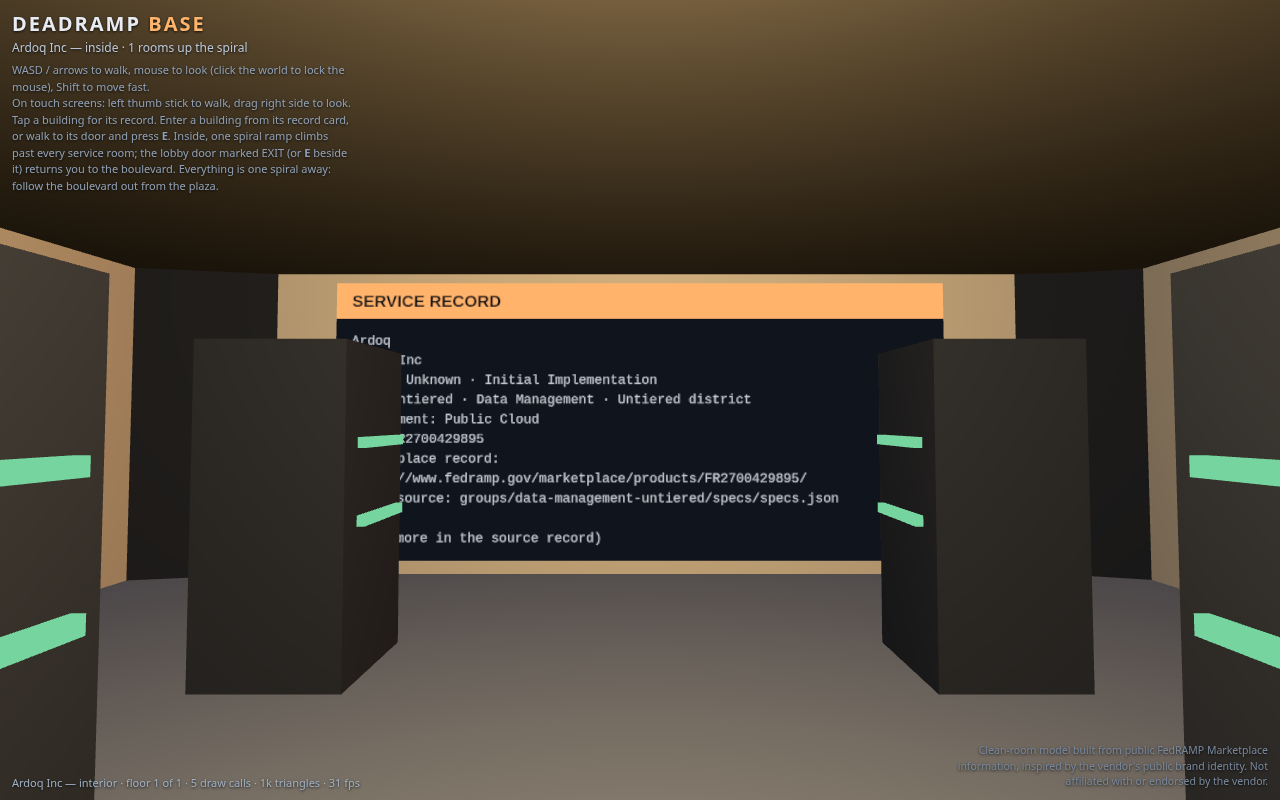 DEADRAMP BASE
Ardoq Inc — inside · 1 rooms up the spiral
WASD / arrows to walk, mouse to look (click the world to lock the
mouse), Shift to move fast.
On touch screens: left thumb stick to walk, drag right side to look.
Tap a building for its record. Enter a building from its record card,
or walk to its door and press E. Inside, one spiral ramp climbs
past every service room; the lobby door marked EXIT (or E beside
it) returns you to the boulevard. Everything is one spiral away:
follow the boulevard out from the plaza.
SERVICE RECORD
Ardoq
Inc
Unknown · Initial Implementation
· Data Management · Untiered district
Public Cloud
2700429895
record:
//www.fedramp.gov/marketplace/products/FR2700429895/
source: groups/data-management-untiered/specs/specs.json
more in the source record)
Ardoq Inc — interior · floor 1 of 1 · 5 draw calls · 1k triangles · 31 fps
Clean-room model built from public FedRAMP Marketplace
information, inspired by the vendor's public brand identity. Not
affiliated with or endorsed by the vendor.